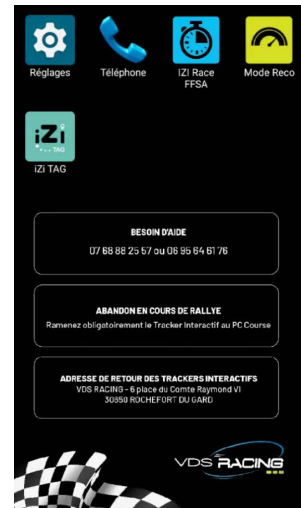 Réglages
Téléphone
IZI Race
FFSA
Mode Reco
iZi
TAG
iZi TAG
BESOIN D'AIDE
07 68 88 25 57 ou 06 95 64 61 76
ABANDON EN COURS DE RALLYE
Ramenez obligatoirement le Tracker Interactif au PC Course
ADRESSE DE RETOUR DES TRACKERS INTERACTIFS
VDS RACING - 6 place du Comte Raymond VI
30650 ROCHEFORT DU GARD
VDS RACING